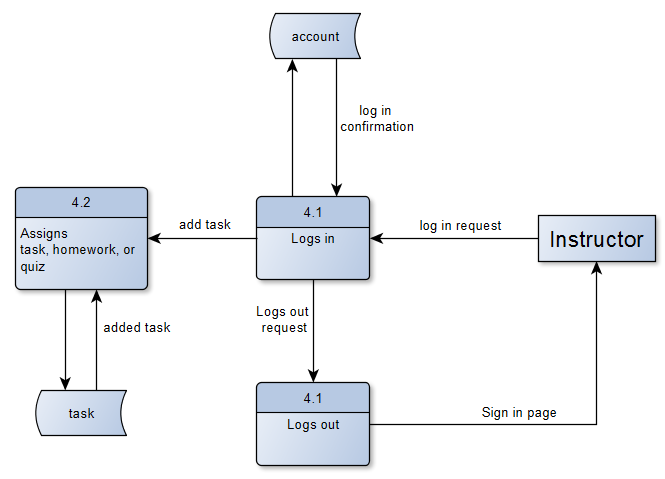 account
log in
confirmation
4.2
Assigns
task, homework, or
quiz
add task
4.1
Logs in
log in request
Instructor
added task
task
Logs out
request
4.1
Logs out
Sign in page